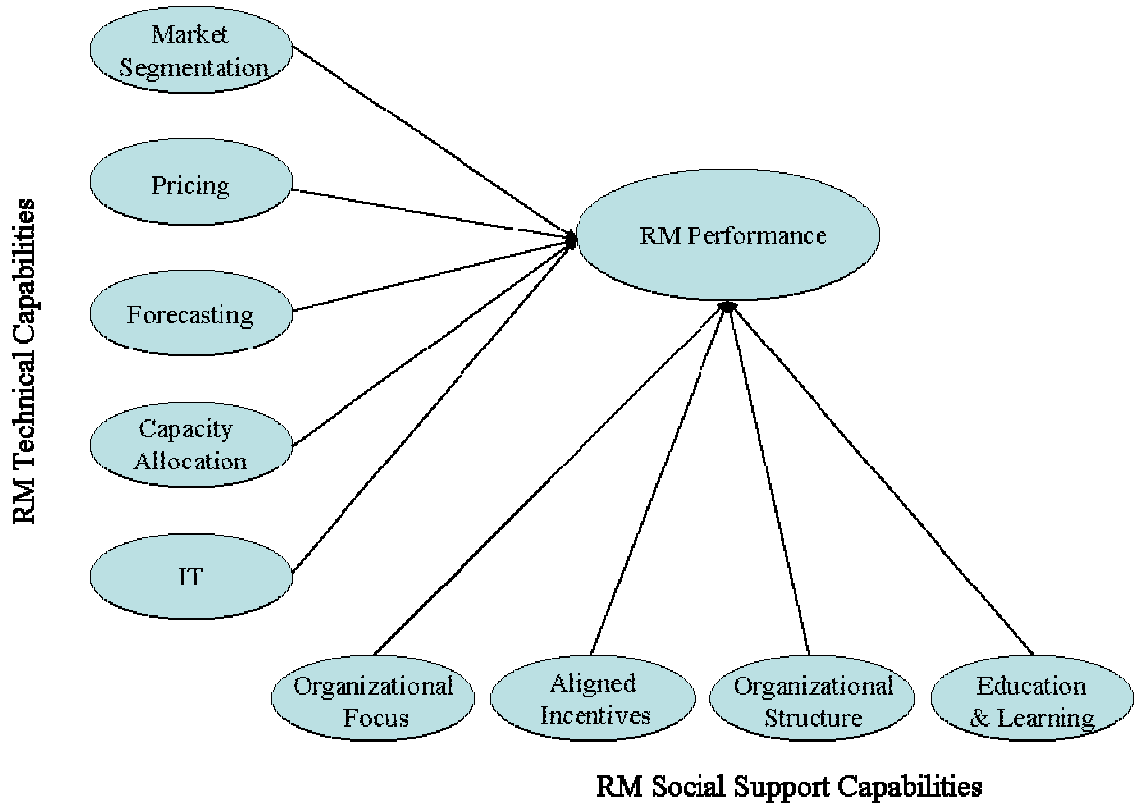 Market
Segmentation
Pricing
RM Performance
Forecasting
Capacity
Allocation
IT
RM Technical Capabilities
Organizational
Focus
Aligned
Incentives
Organizational
Structure
Education
& Learning
RM Social Support Capabilities